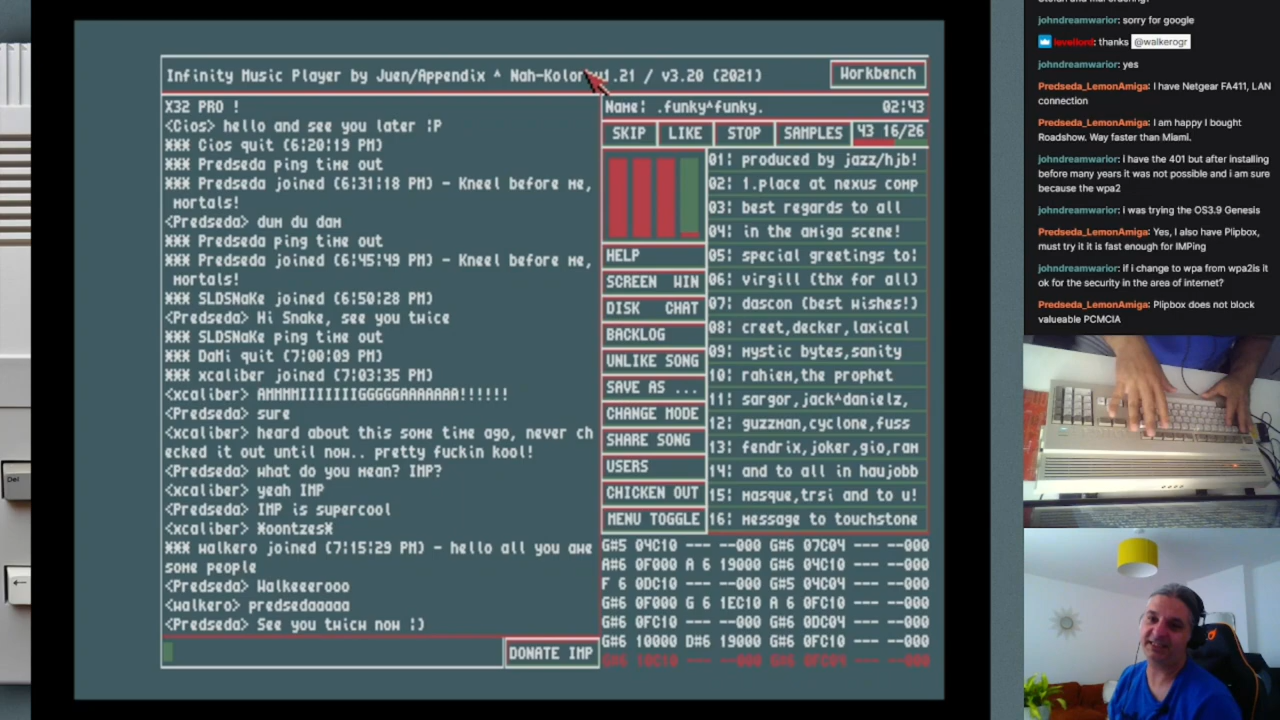 Infinity Music Player by Juen/Appendix ^ Nah-Kolor v1.21 / v3.20 (2021)
Workbench
X32 PRO !
<Cios> hello and see you later :P
*** Cios quit (6:20:19 PM)
*** Predseda ping time out
*** Predseda joined (6:31:18 PM) - Kneel before me,
mortals!
<Predseda> dum du dam
*** Predseda ping time out
*** Predseda joined (6:45:49 PM) - Kneel before me,
mortals!
*** SLDSNaKe joined (6:50:28 PM)
<Predseda> Hi Snake, see you twice
*** SLDSNaKe ping time out
*** DaMi quit (7:00:09 PM)
*** xcaliber joined (7:03:35 PM)
<xcaliber> AMMMMIIIIIIIGGGGGAAAAAAA!!!!!!
<Predseda> sure
<xcaliber> heard about this some time ago, never ch
ecked it out until now.. pretty fuckin kool!
<Predseda> what do you mean? IMP?
<xcaliber> yeah IMP
<Predseda> IMP is supercool
<xcaliber> *oontzes*
*** walkero joined (7:15:29 PM) - hello all you awe
some people
<Predseda> Walkeeerooo
<walkero> predsedaaaaa
<Predseda> See you twich now :)
DONATE IMP
Name: .funky^funky.
02:43
SKIP
LIKE
STOP
SAMPLES
43 16/26
HELP
SCREEN WIN
DISK CHAT
BACKLOG
UNLIKE SONG
SAVE AS ...
CHANGE MODE
SHARE SONG
USERS
CHICKEN OUT
MENU TOGGLE
01: produced by jazz/hjb!
02: 1.place at nexus comp
03: best regards to all
04: in the amiga scene!
05: special greetings to:
06: virgill (thx for all)
07: dascon (best wishes!)
08: creet,decker,laxical
09: mystic bytes,sanity
10: rahiem,the prophet
11: sargor,jack^danielz,
12: guzzman,cyclone,fuss
13: fendrix,joker,gio,ram
14: and to all in haujobb
15: masque,trsi and to u!
16: message to touchstone
G#5 04C10 --- --000 G#6 07C04 --- --000
A#6 0F000 A 6 19000 G#6 0FC10 --- --000
F 6 0DC10 --- --000 G#5 04C04 --- --000
G#6 0F000 G 6 1EC10 A 6 0FC10 --- --000
G#6 0FC10 --- --000 G#6 0DC04 --- --000
G#6 10000 D#6 19000 G#6 0FC10 --- --000
johndreamwarior: sorry for google
levellord: thanks @walkerogr
johndreamwarior: yes
Predseda_LemonAmiga: I have Netgear FA411, LAN
connection
Predseda_LemonAmiga: I am happy I bought
Roadshow. Way faster than Miami.
johndreamwarior: i have the 401 but after installing
before many years it was not possible and i am sure
because the wpa2
johndreamwarior: i was trying the OS3.9 Genesis
Predseda_LemonAmiga: Yes, I also have Plipbox,
must try it it is fast enough for IMPing
johndreamwarior: if i change to wpa from wpa2is it
ok for the security in the area of internet?
Predseda_LemonAmiga: Plipbox does not block
valueable PCMCIA
Del